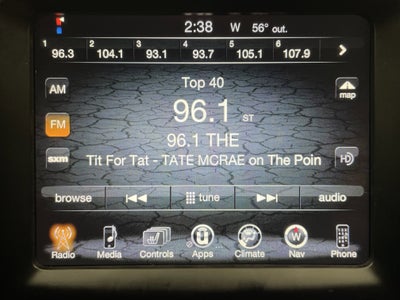 2:38 W 56° out.
1 2 3 4 5 6
96.3 104.1 93.1 93.7 105.1 107.9
Top 40
AM
map
96.1 ST
FM
96.1 THE
sxm Tit For Tat - TATE MCRAE on The Poin HD
browse tune audio
W
Radio Media Controls Apps Climate Nav Phone